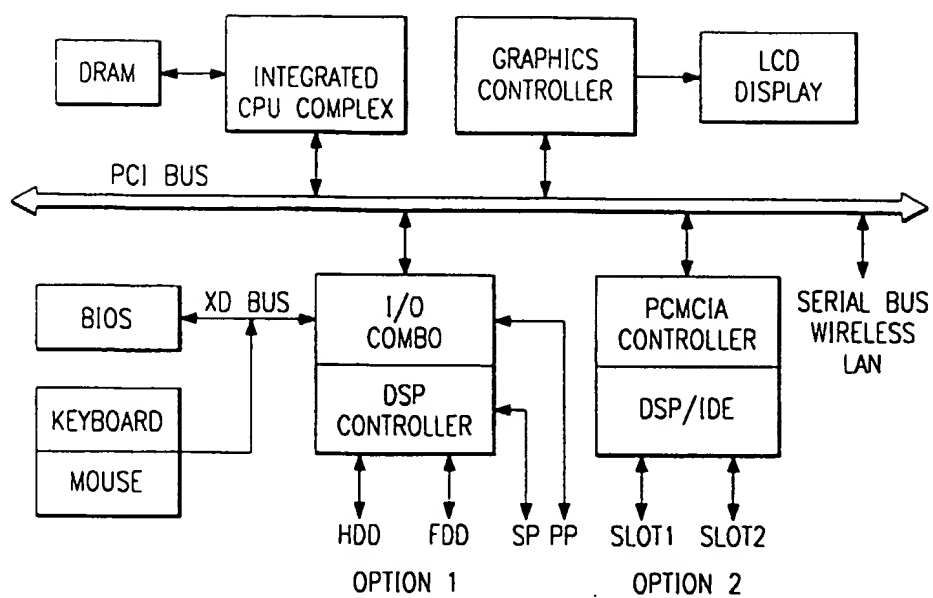 DRAM
INTEGRATED
CPU COMPLEX
GRAPHICS
CONTROLLER
LCD
DISPLAY
PCI BUS
BIOS
XD BUS
I/O
COMBO
PCMCIA
CONTROLLER
SERIAL BUS
WIRELESS
LAN
KEYBOARD
MOUSE
DSP
CONTROLLER
DSP/IDE
HDD
FDD
SP
PP
SLOT1
SLOT2
OPTION 1
OPTION 2